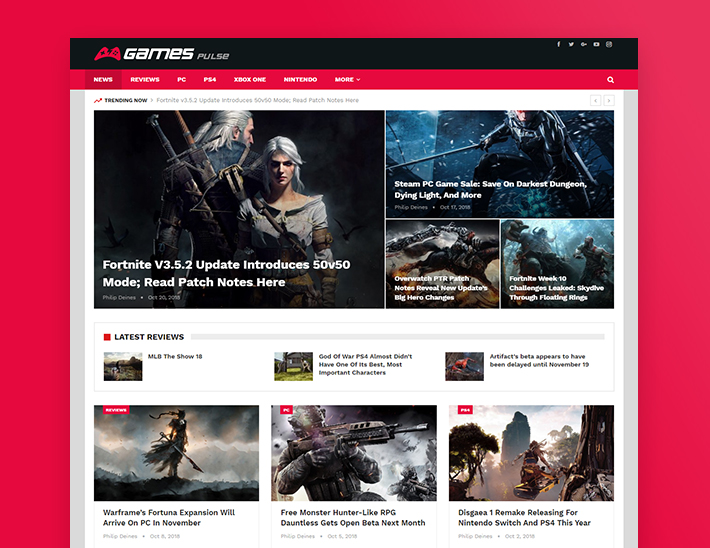 GAMES PULSE
NEWS REVIEWS PC PS4 XBOX ONE NINTENDO MORE
TRENDING NOW > Fortnite v3.5.2 Update Introduces 50v50 Mode; Read Patch Notes Here
Fortnite V3.5.2 Update Introduces 50v50
Mode; Read Patch Notes Here
Philip Deines • Oct 20, 2018
Steam PC Game Sale: Save On Darkest Dungeon,
Dying Light, And More
Philip Deines • Oct 17, 2018
Overwatch PTR Patch
Notes Reveal New Update's
Big Hero Changes
Fortnite Week 10
Challenges Leaked: Skydive
Through Floating Rings
LATEST REVIEWS
MLB The Show 18
God Of War PS4 Almost Didn't
Have One Of Its Best, Most
Important Characters
Artifact's beta appears to have
been delayed until November 19
REVIEWS
Warframe's Fortuna Expansion Will
Arrive On PC In November
Philip Deines • Oct 8, 2018
PC
Free Monster Hunter-Like RPG
Dauntless Gets Open Beta Next Month
Philip Deines • Oct 5, 2018
PS4
Disgaea 1 Remake Releasing For
Nintendo Switch And PS4 This Year
Philip Deines • Oct 2, 2018